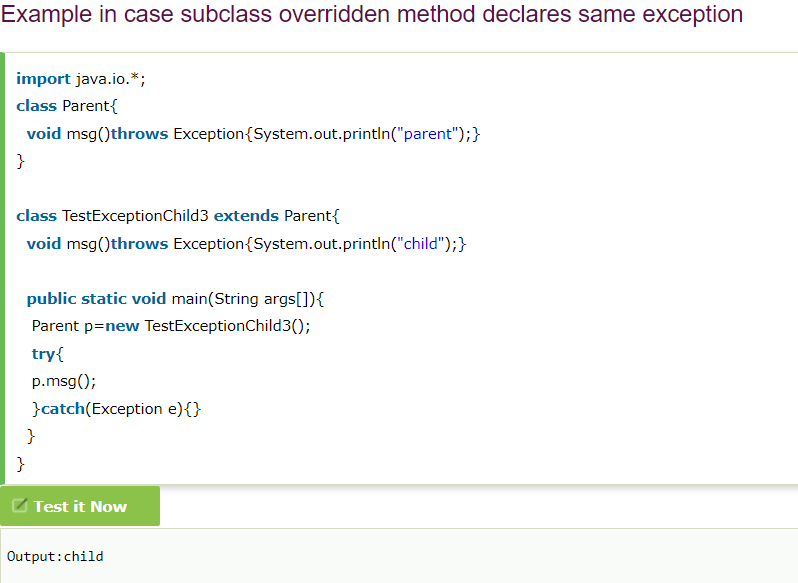 Example in case subclass overridden method declares same exception
import java.io.*;
class Parent{
void msg()throws Exception{System.out.println("parent");}
}
class TestExceptionChild3 extends Parent{
void msg()throws Exception{System.out.println("child");}
public static void main(String args[]){
Parent p=new TestExceptionChild3();
try{
p.msg();
}catch(Exception e){}
}
}
Test it Now
Output:child